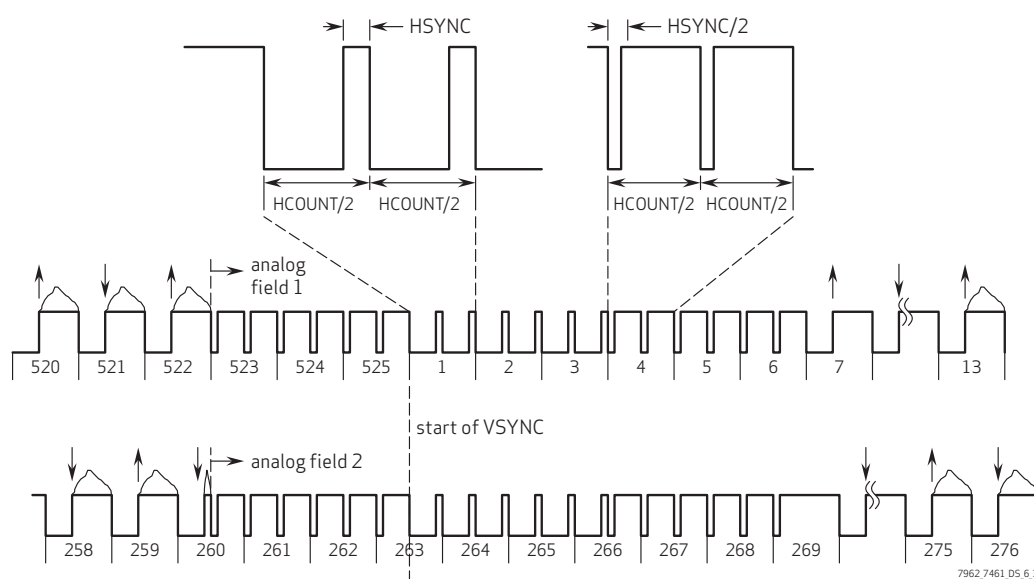 HSYNC
HSYNC/2
HCOUNT/2 HCOUNT/2
HCOUNT/2 HCOUNT/2
analog
field 1
520 521 522 523 524 525 1 2 3 4 5 6 7 13
start of VSYNC
analog field 2
258 259 260 261 262 263 264 265 266 267 268 269 275 276